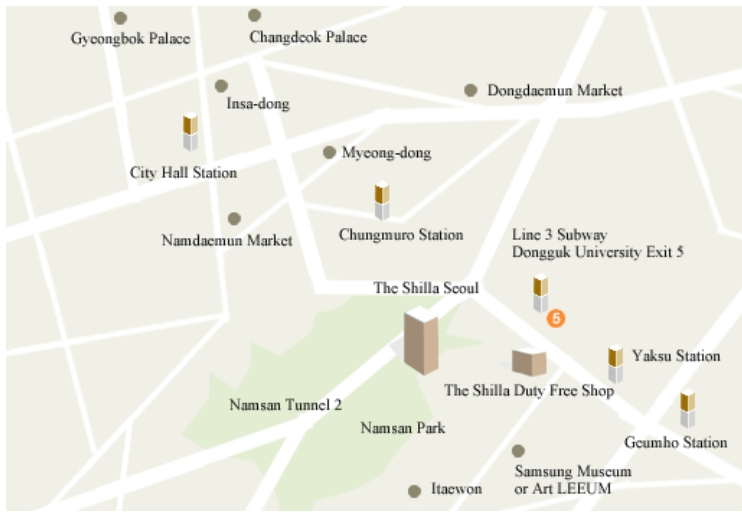 Gyeongbok Palace
Changdeok Palace
Insa-dong
Dongdaemun Market
City Hall Station
Myeong-dong
Namdaemun Market
Chungmuro Station
Line 3 Subway
Dongguk University Exit 5
The Shilla Seoul
5
Yaksu Station
The Shilla Duty Free Shop
Namsan Tunnel 2
Namsan Park
Geumho Station
Samsung Museum
or Art LEEUM
Itaewon